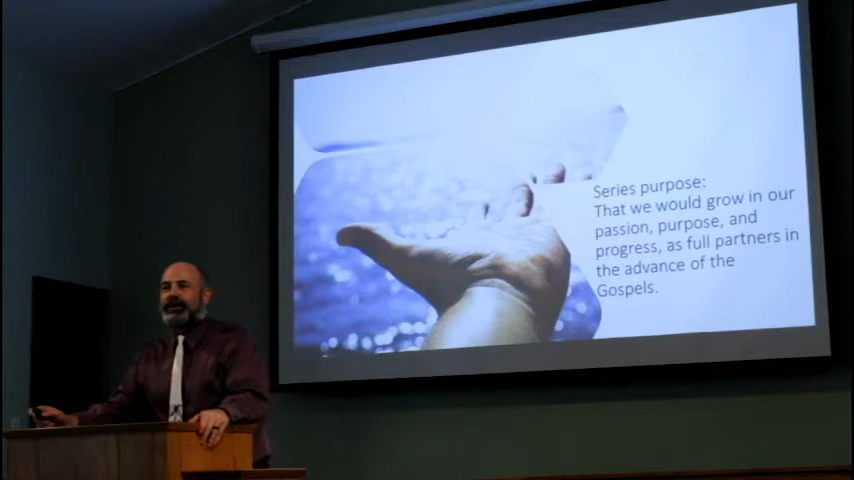 Series purpose:
That we would grow in our
passion, purpose, and
progress, as full partners in
the advance of the
Gospels.